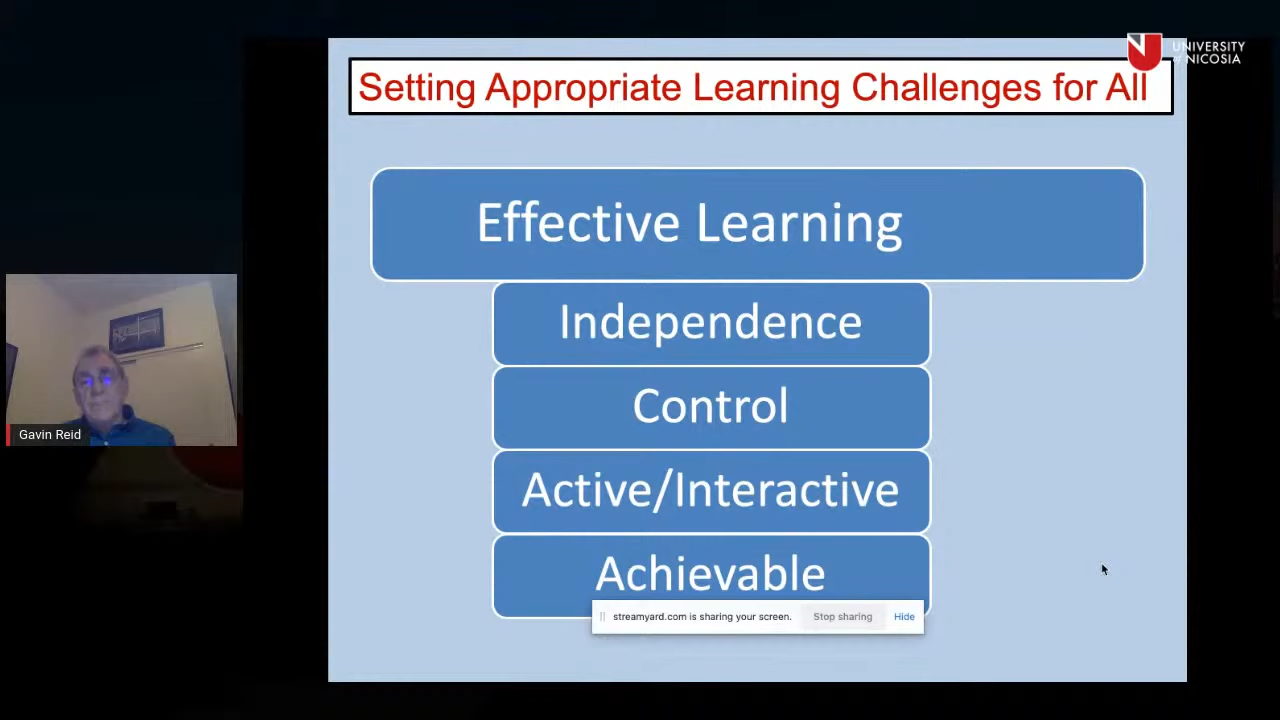 UNIVERSITY
of NICOSIA
Setting Appropriate Learning Challenges for All
Effective Learning
Independence
Control
Active/Interactive
Achievable
streamyard.com is sharing your screen.
Stop sharing
Hide
Gavin Reid